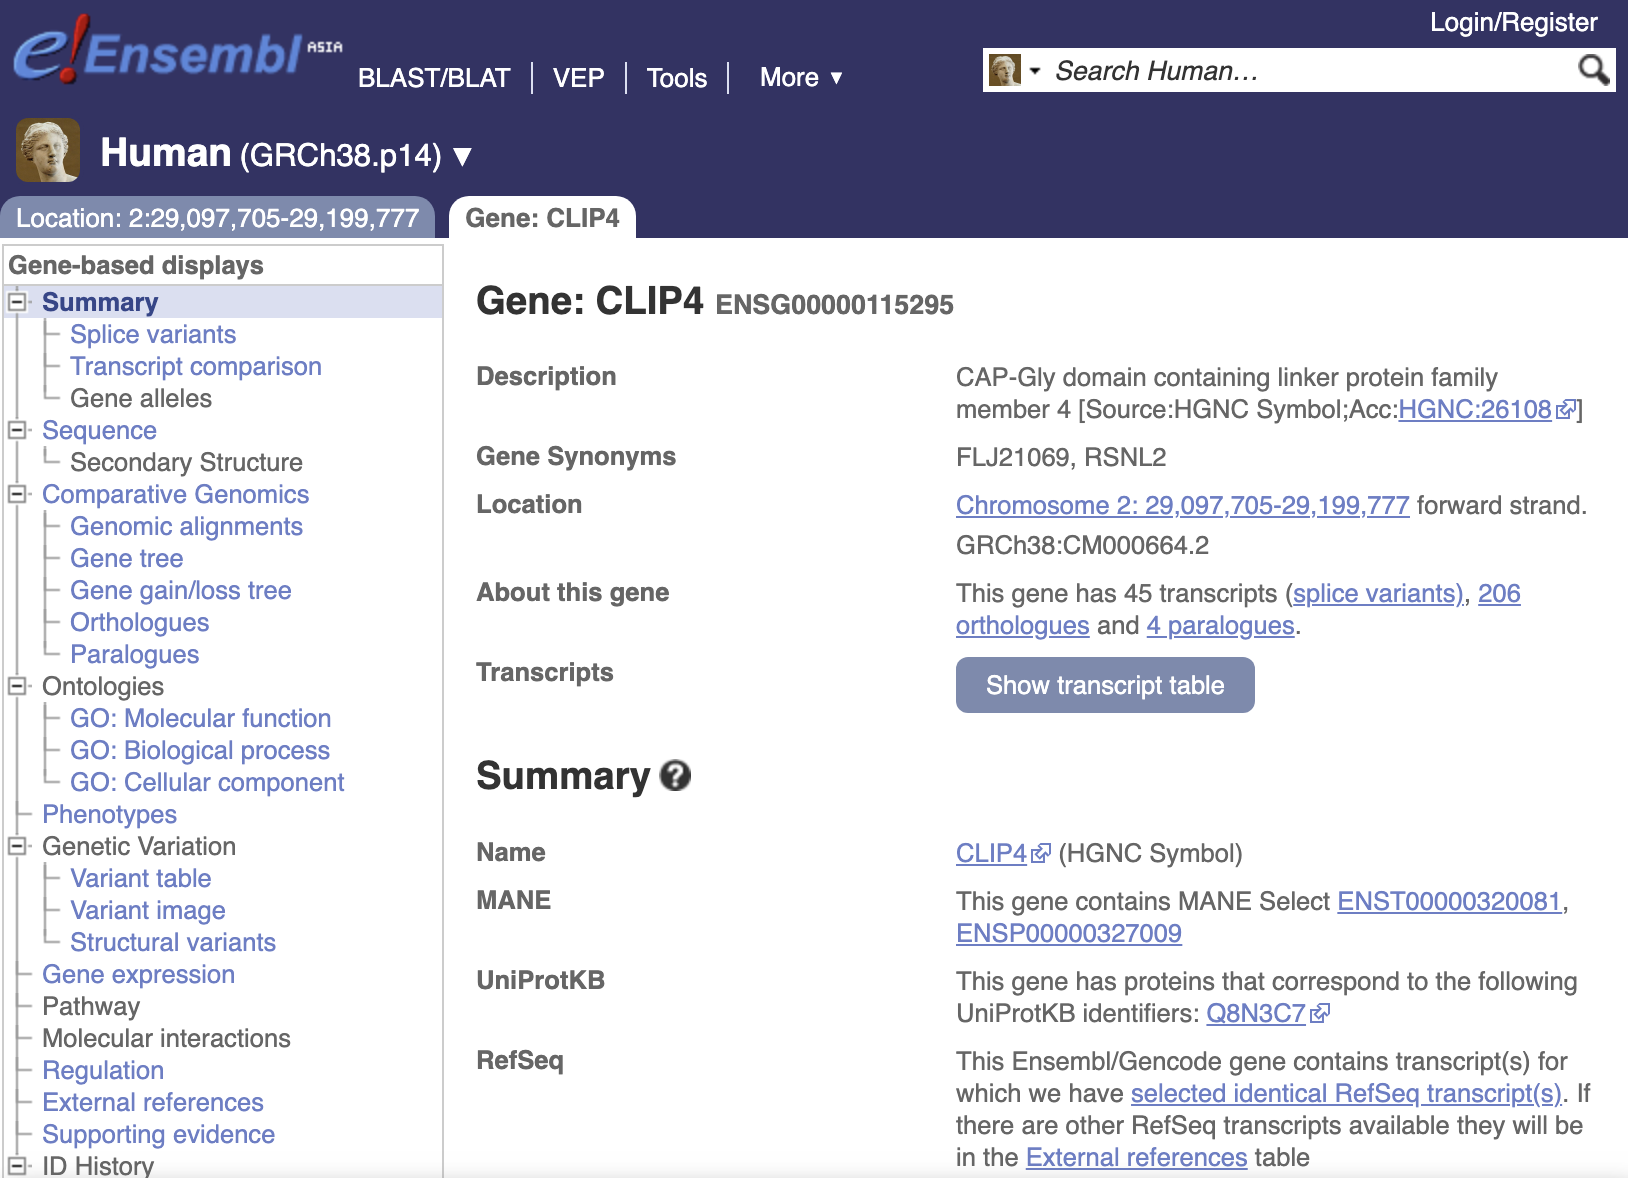 Login/Register
e!Ensembl ASIA
BLAST/BLAT | VEP | Tools | More ▼
Search Human...
Human (GRCh38.p14) ▼
Location: 2:29,097,705-29,199,777
Gene: CLIP4
Gene-based displays
Summary
Splice variants
Transcript comparison
Gene alleles
Sequence
Secondary Structure
Comparative Genomics
Genomic alignments
Gene tree
Gene gain/loss tree
Orthologues
Paralogues
Ontologies
GO: Molecular function
GO: Biological process
GO: Cellular component
Phenotypes
Genetic Variation
Variant table
Variant image
Structural variants
Gene expression
Pathway
Molecular interactions
Regulation
External references
Supporting evidence
ID History
Gene: CLIP4 ENSG00000115295
Description
CAP-Gly domain containing linker protein family
member 4 [Source:HGNC Symbol;Acc:HGNC:26108]
Gene Synonyms
FLJ21069, RSNL2
Location
Chromosome 2: 29,097,705-29,199,777 forward strand.
GRCh38:CM000664.2
About this gene
This gene has 45 transcripts (splice variants), 206
orthologues and 4 paralogues.
Transcripts
Show transcript table
Summary ?
Name
CLIP4 (HGNC Symbol)
MANE
This gene contains MANE Select ENST00000320081,
ENSP00000327009
UniProtKB
This gene has proteins that correspond to the following
UniProtKB identifiers: Q8N3C7
RefSeq
This Ensembl/Gencode gene contains transcript(s) for
which we have selected identical RefSeq transcript(s). If
there are other RefSeq transcripts available they will be
in the External references table